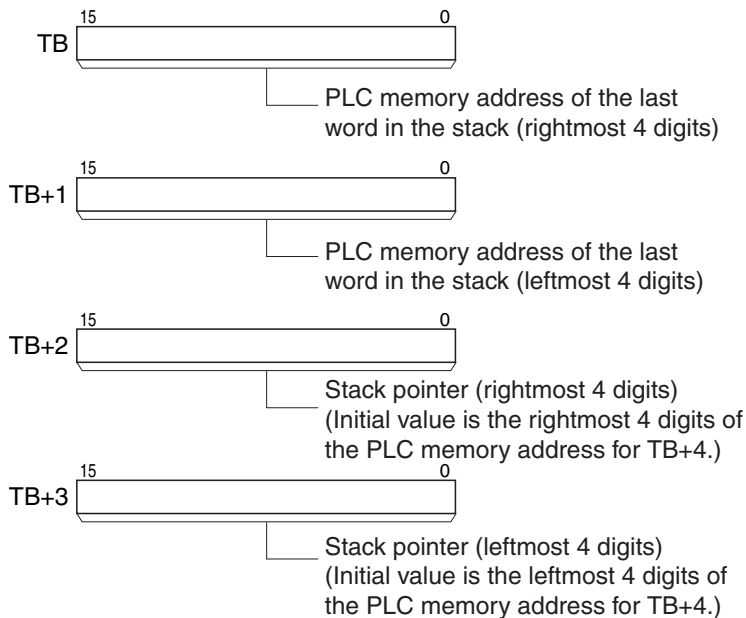 15 0
TB
PLC memory address of the last
word in the stack (rightmost 4 digits)
15 0
TB+1
PLC memory address of the last
word in the stack (leftmost 4 digits)
15 0
TB+2
Stack pointer (rightmost 4 digits)
(Initial value is the rightmost 4 digits of
the PLC memory address for TB+4.)
15 0
TB+3
Stack pointer (leftmost 4 digits)
(Initial value is the leftmost 4 digits of
the PLC memory address for TB+4.)